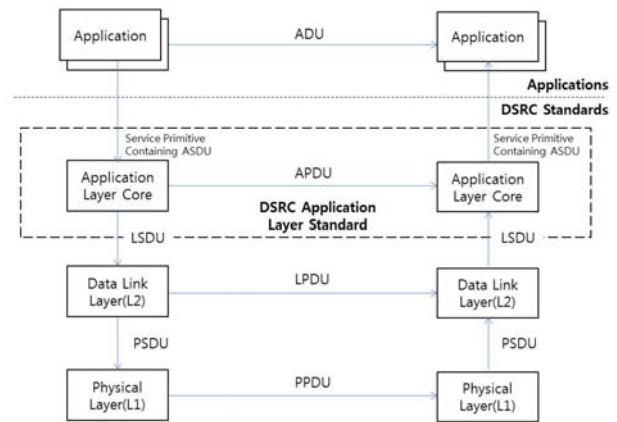 Application
ADU
Application
Applications
DSRC Standards
Service Primitive
Containing ASDU
Service Primitive
Containing ASDU
Application
Layer Core
APDU
Application
Layer Core
DSRC Application
Layer Standard
LSDU
LSDU
Data Link
Layer(L2)
LPDU
Data Link
Layer(L2)
PSDU
PSDU
Physical
Layer(L1)
PPDU
Physical
Layer(L1)